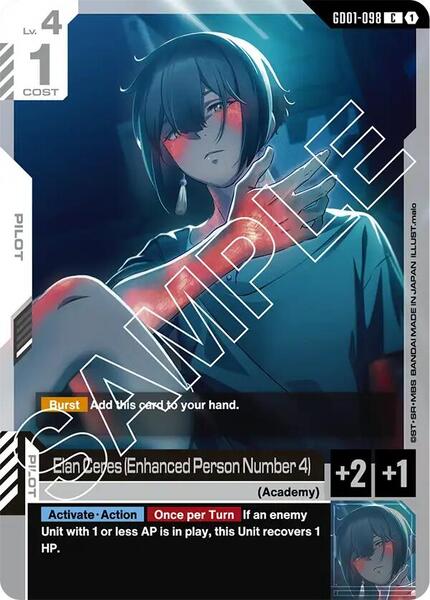 Lv. 4
GD01-098 C 1
1
COST
PILOT
©ST・SR・MBS BANDAI MADE IN JAPAN ILLUST.malo
SAMPLE
Burst Add this card to your hand.
PILOT
Elan Ceres (Enhanced Person Number 4)
+2 +1
(Academy)
Activate・Action Once per Turn If an enemy
Unit with 1 or less AP is in play, this Unit recovers 1
HP.